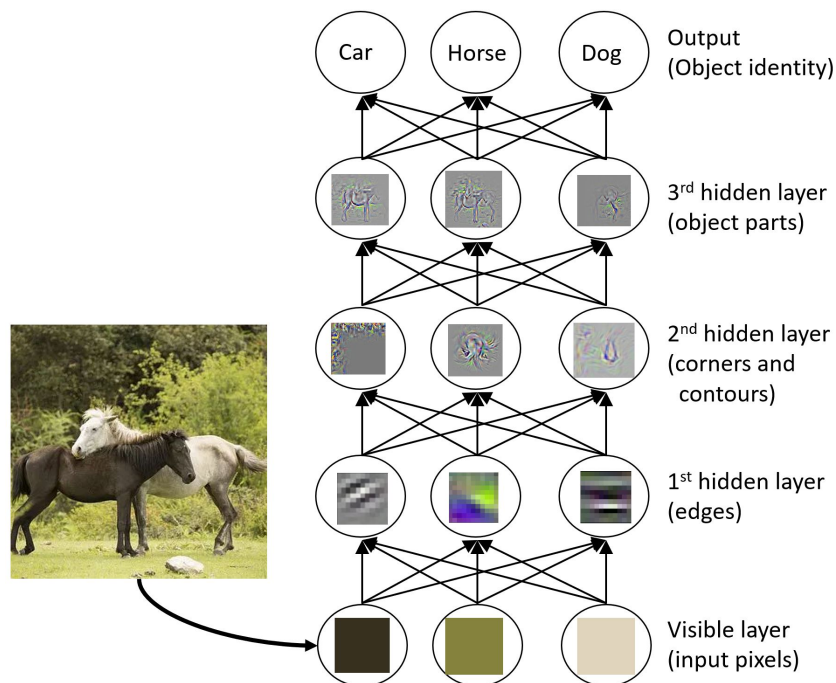 Car
Horse
Dog
Output
(Object identity)
3rd hidden layer
(object parts)
2nd hidden layer
(corners and
contours)
1st hidden layer
(edges)
Visible layer
(input pixels)